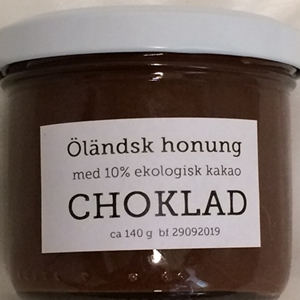 Öländsk honung
med 10% ekologisk kakao
CHOKLAD
ca 140 g bf 29092019